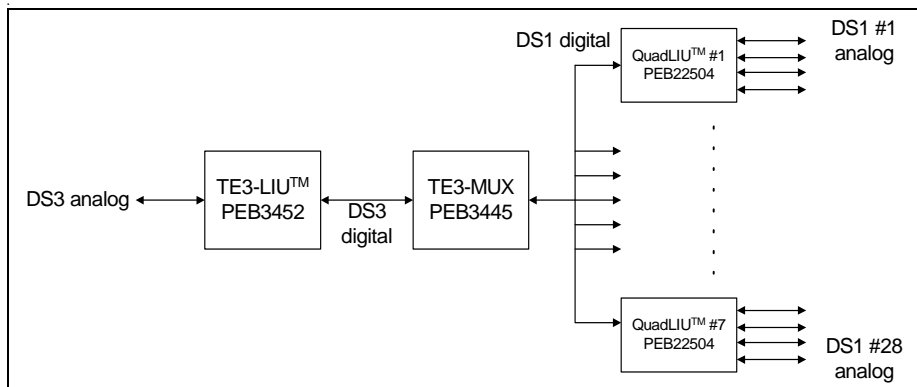 DS3 analog
TE3-LIU™
PEB3452
DS3
digital
TE3-MUX
PEB3445
DS1 digital
QuadLIU™ #1
PEB22504
DS1 #1
analog
QuadLIU™ #7
PEB22504
DS1 #28
analog